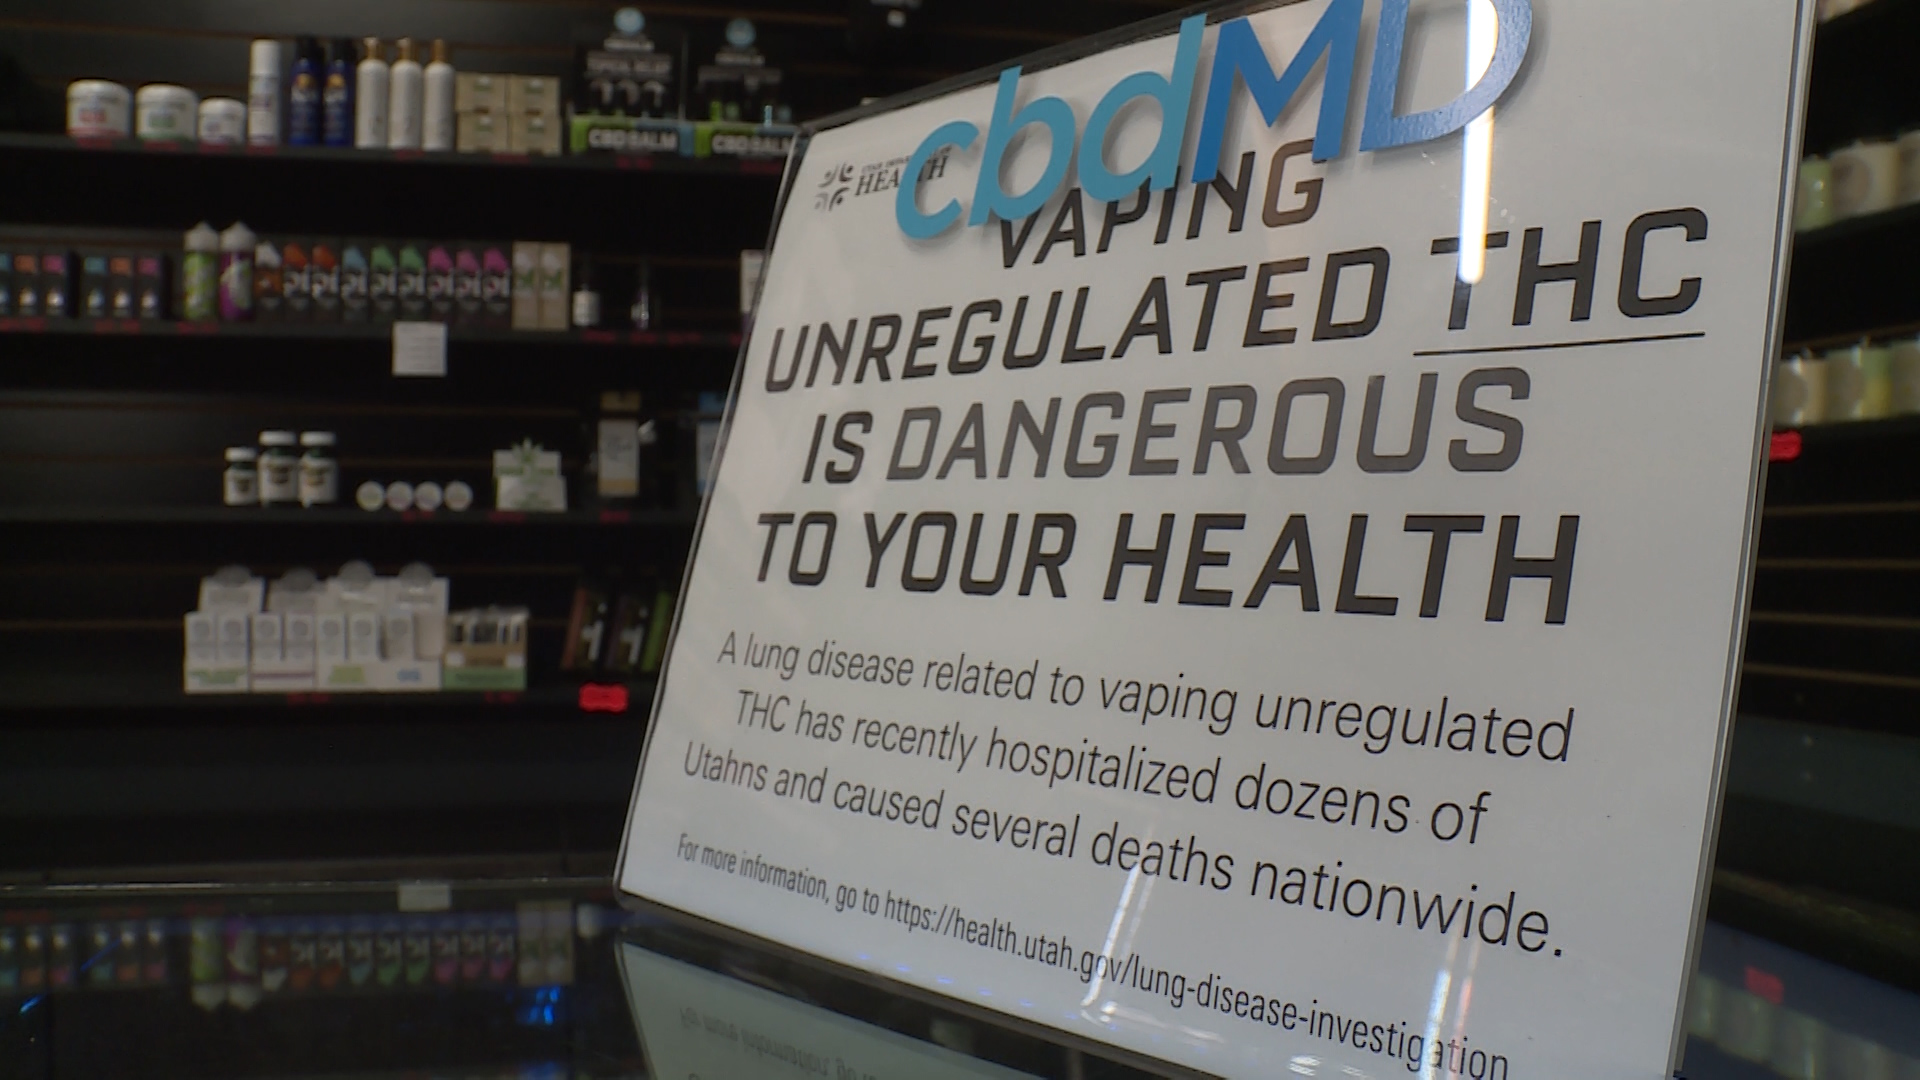 cbdMD
HEALTH
VAPING
UNREGULATED THC
IS DANGEROUS
TO YOUR HEALTH
A lung disease related to vaping unregulated
THC has recently hospitalized dozens of
Utahns and caused several deaths nationwide.
For more information, go to https://health.utah.gov/lung-disease-investigation
CBD BALM
CBD BALM